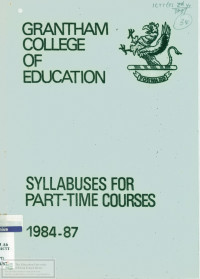 GRANTHAM
COLLEGE
OF
EDUCATION
SYLLABUSES FOR
PART-TIME COURSES
1984-87